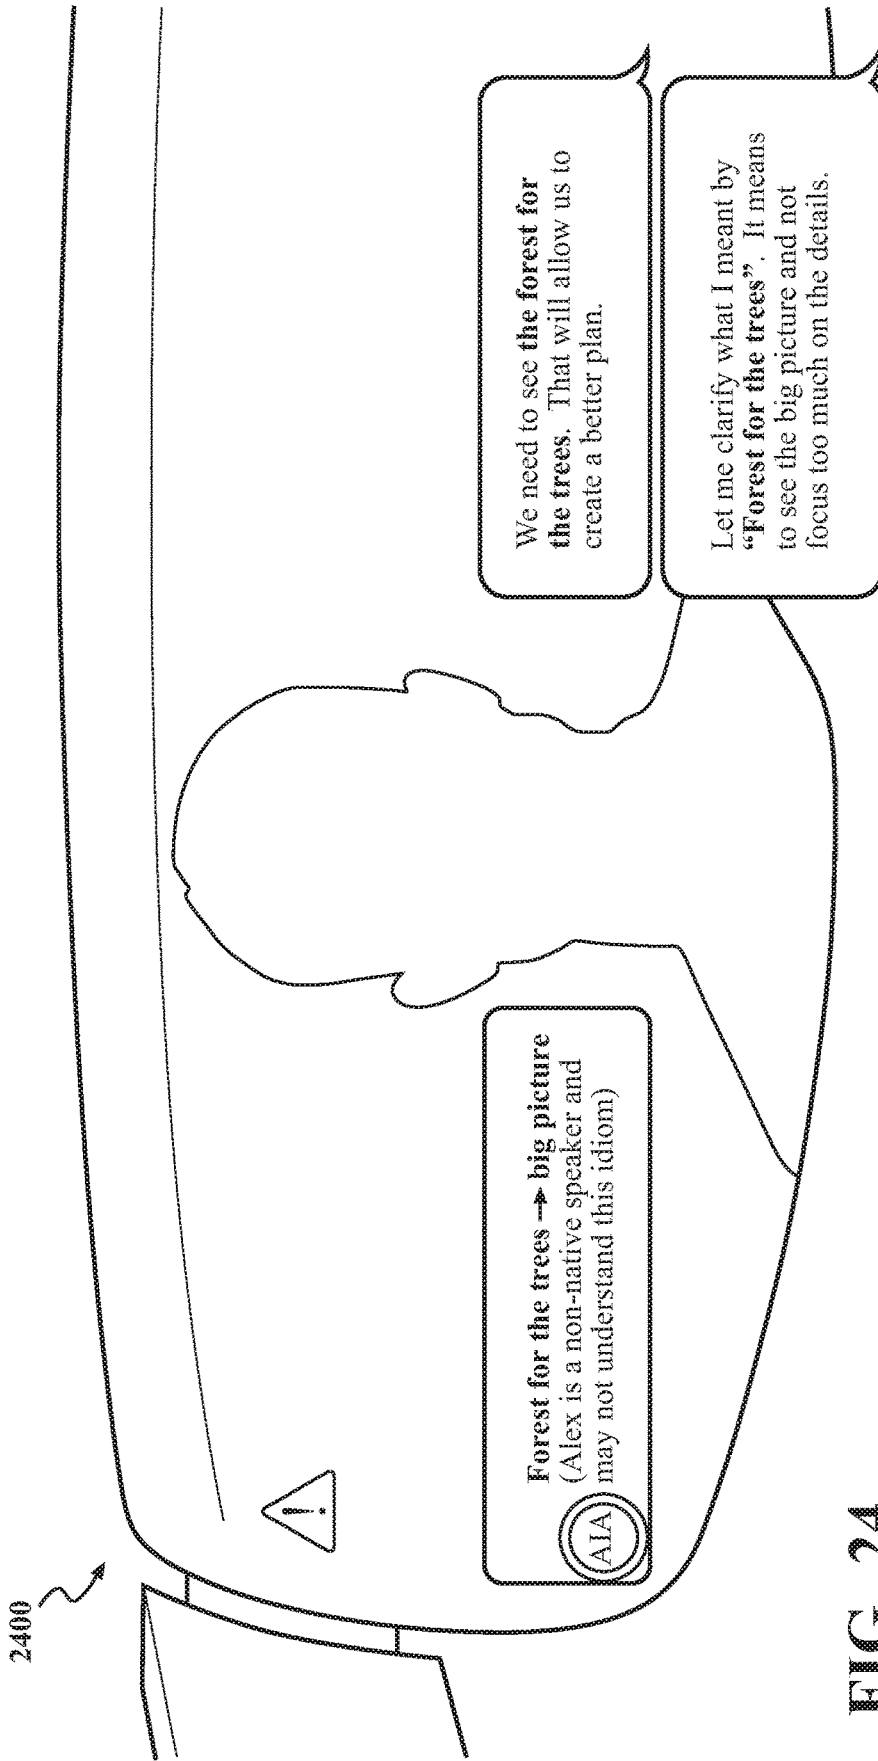 2400
!
AIA
Forest for the trees → big picture
(Alex is a non-native speaker and
may not understand this idiom)
We need to see the forest for
the trees. That will allow us to
create a better plan.
Let me clarify what I meant by
“Forest for the trees”. It means
to see the big picture and not
focus too much on the details.
FIG. 24